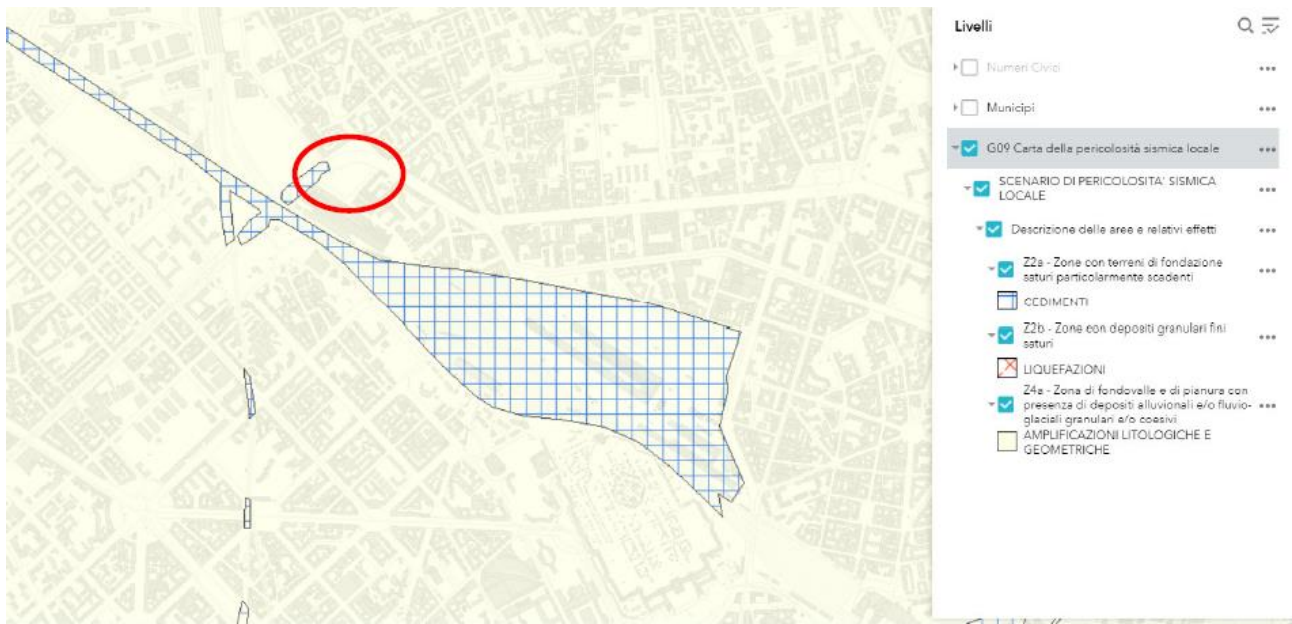 Livelli
Numeri Civici
Municipi
G09 Carta della pericolosità sismica locale
SCENARIO DI PERICOLOSITA' SISMICA
LOCALE
Descrizione delle aree e relativi effetti
Z2a - Zone con terreni di fondazione
saturi particolarmente scadenti
CEDIMENTI
Z2b - Zone con depositi granulari fini
saturi
LIQUEFAZIONI
Z4a - Zona di fondovalle e di pianura con
presenza di depositi alluvionali e/o fluvio-
glaciali granulari e/o coesivi
AMPLIFICAZIONI LITOLOGICHE E
GEOMETRICHE